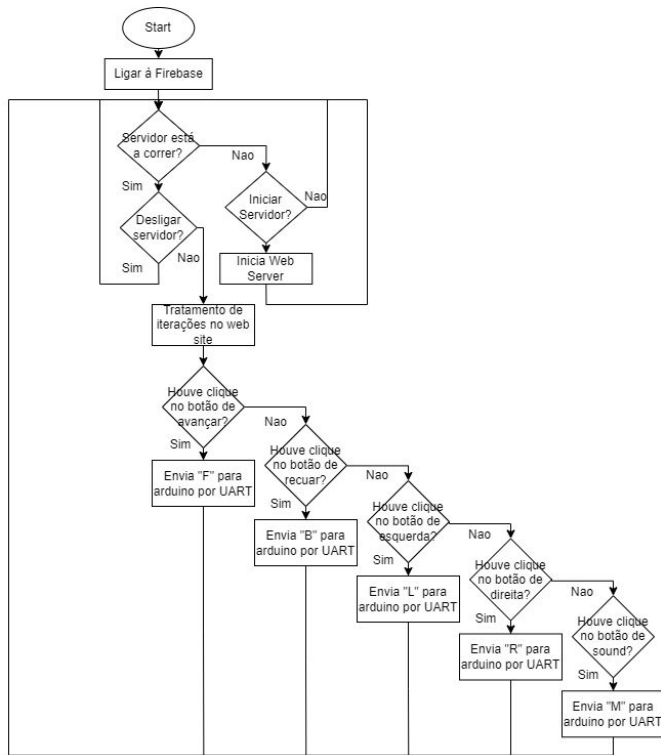 Start
Ligar á Firebase
Servidor está
a correr?
Nao
Sim
Iniciar
Servidor?
Nao
Desligar
servidor?
Nao
Sim
Inicia Web
Server
Tratamento de
iterações no web
site
Houve clique
no botão de
avançar?
Nao
Sim
Envia "F" para
arduino por UART
Houve clique
no botão de
recuar?
Nao
Sim
Envia "B" para
arduino por UART
Houve clique
no botão de
esquerda?
Nao
Sim
Envia "L" para
arduino por UART
Houve clique
no botão de
direita?
Nao
Sim
Envia "R" para
arduino por UART
Houve clique
no botão de
sound?
Sim
Envia "M" para
arduino por UART